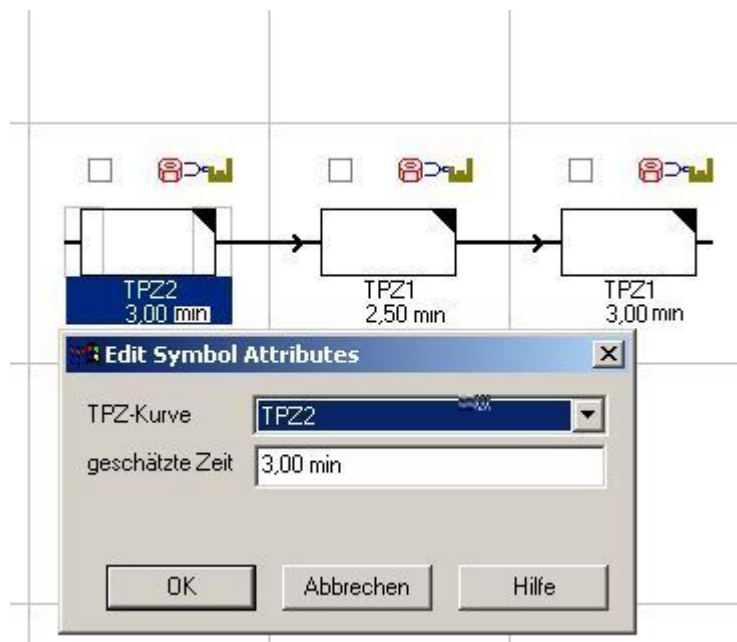 TPZ2
3,00 min
TPZ1
2,50 min
TPZ1
3,00 min
Edit Symbol Attributes
TPZ-Kurve TPZ2
geschätzte Zeit 3,00 min
OK Abbrechen Hilfe